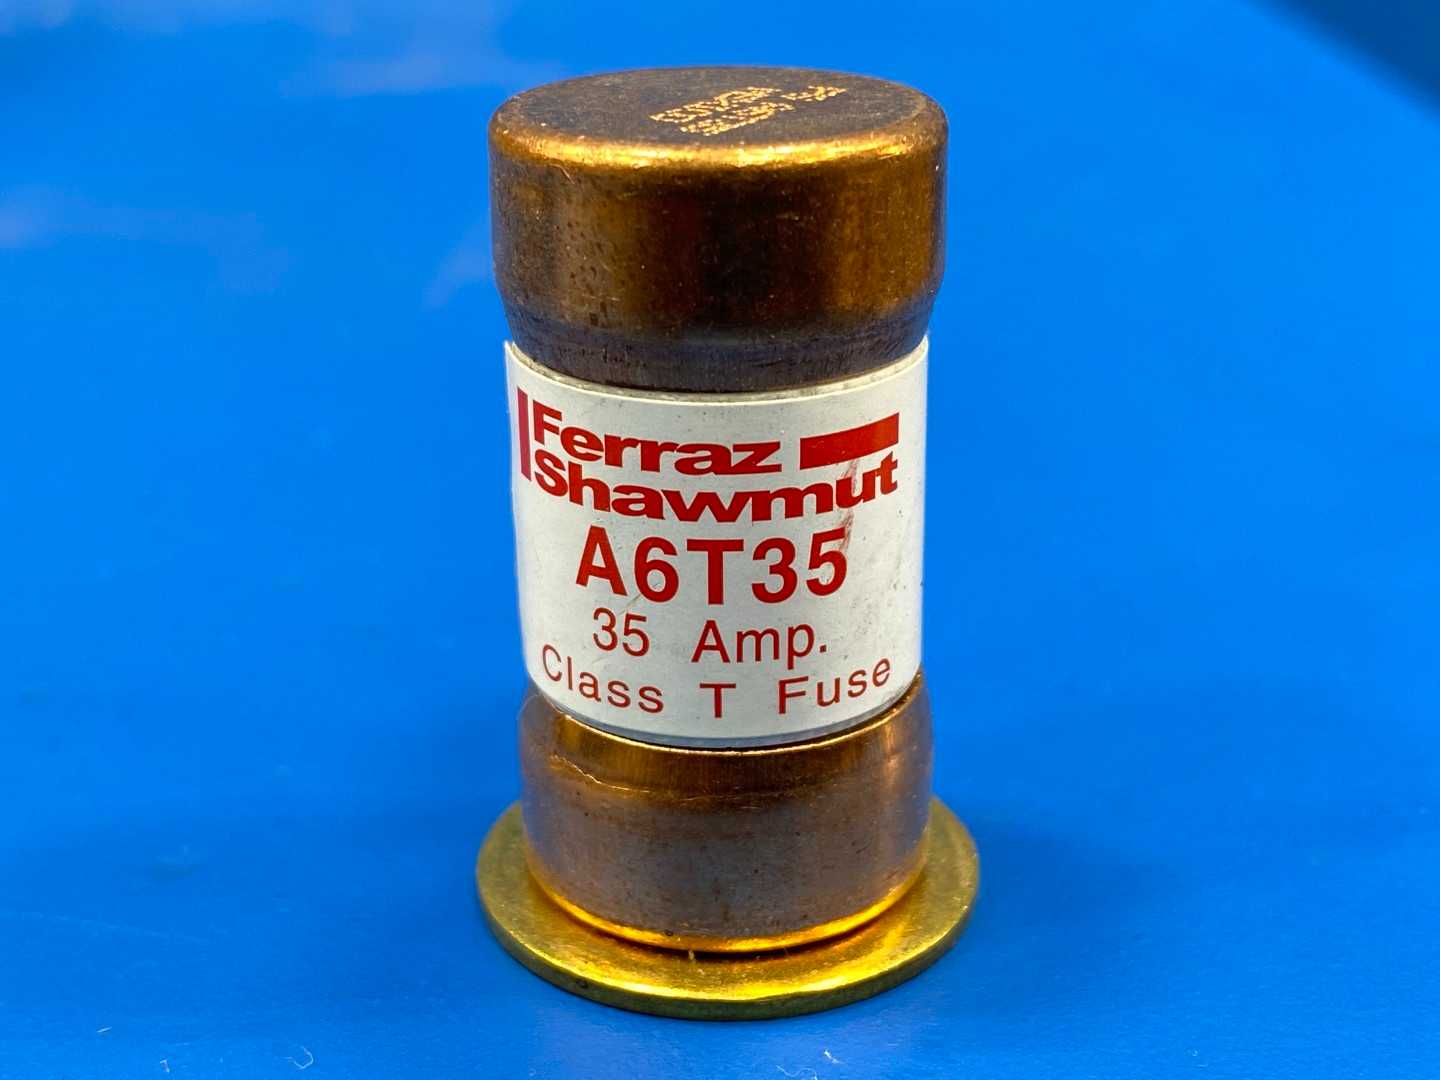 Ferraz
Shawmut
A6T35
35 Amp.
Class T Fuse